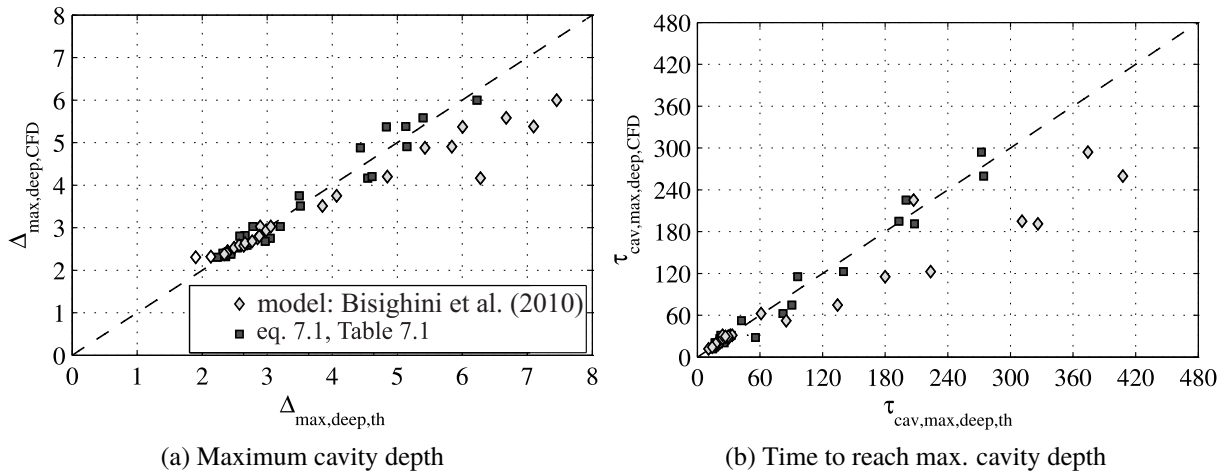 8
7
6
5
4
3
2
1
0
Δmax,deep,CFD
0 1 2 3 4 5 6 7 8
Δmax,deep,th
model: Bisighini et al. (2010)
eq. 7.1, Table 7.1
(a) Maximum cavity depth
480
420
360
300
240
180
120
60
0
τcav,max,deep,CFD
0 60 120 180 240 300 360 420 480
τcav,max,deep,th
(b) Time to reach max. cavity depth